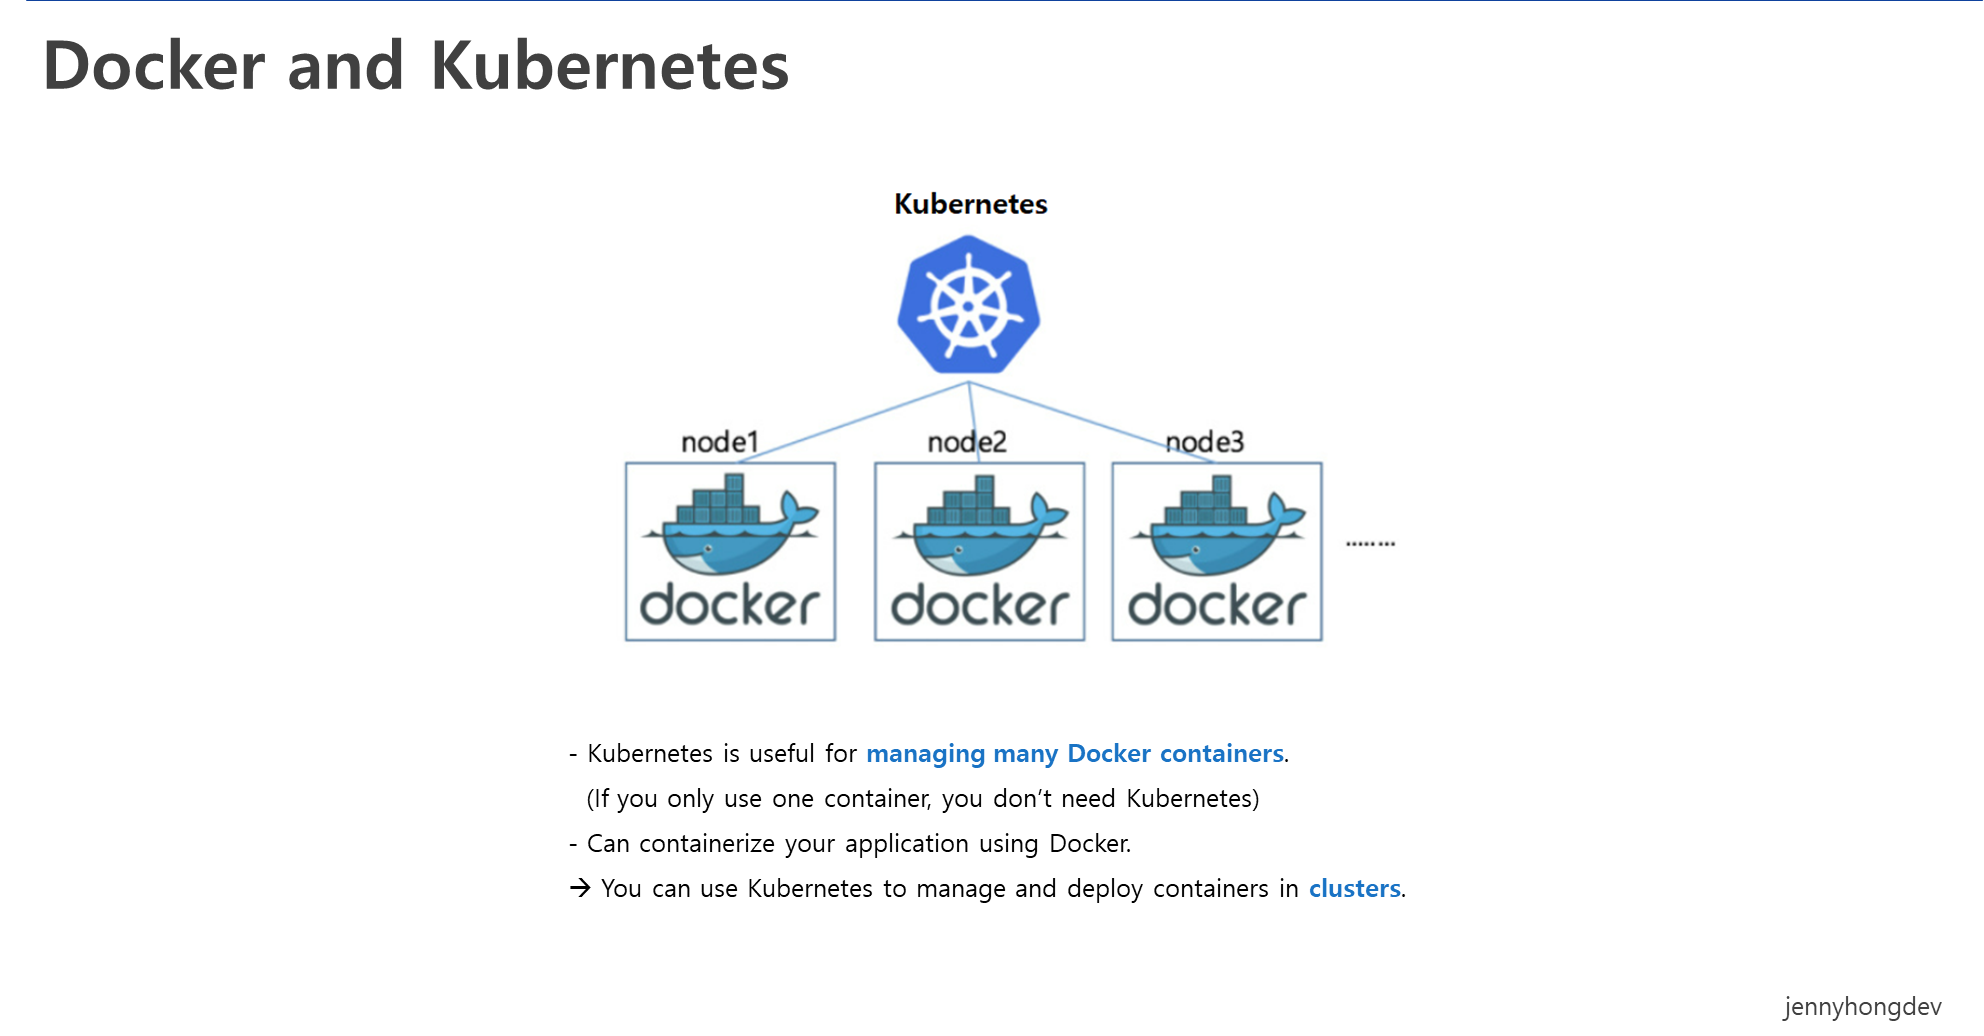 Docker and Kubernetes
Kubernetes
node1
node2
node3
docker
docker
docker
........
- Kubernetes is useful for managing many Docker containers.
(If you only use one container, you don’t need Kubernetes)
- Can containerize your application using Docker.
→ You can use Kubernetes to manage and deploy containers in clusters.
jennyhongdev